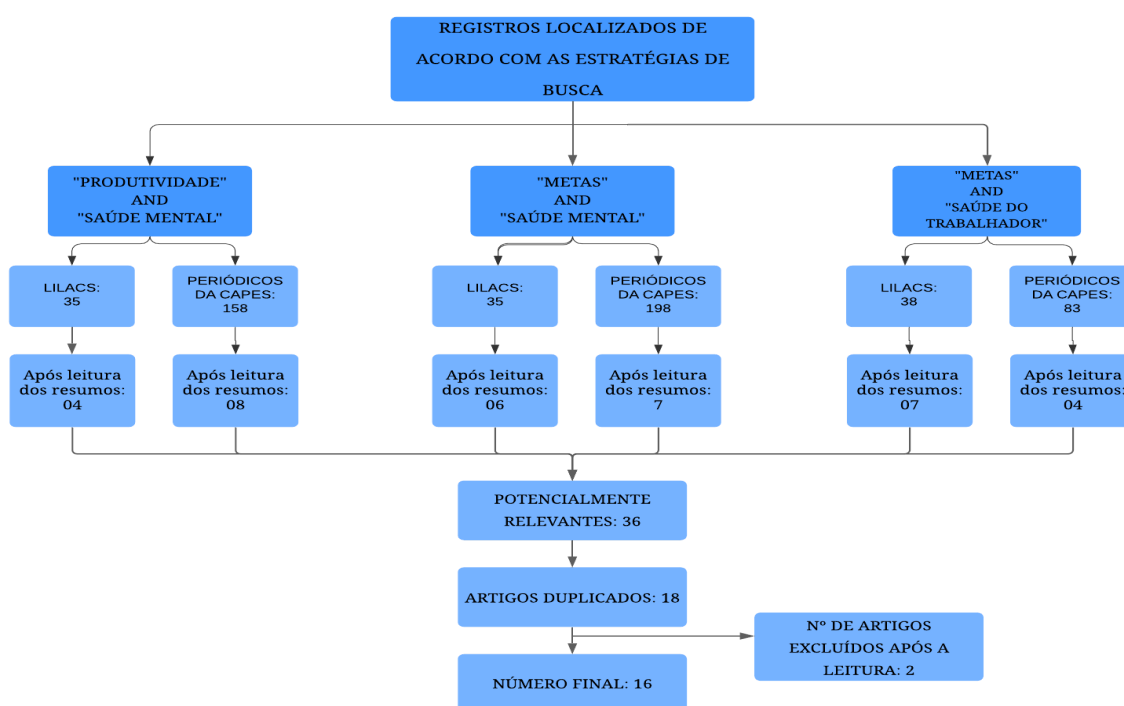 REGISTROS LOCALIZADOS DE
ACORDO COM AS ESTRATÉGIAS DE
BUSCA
"PRODUTIVIDADE"
AND
"SAÚDE MENTAL"
"METAS"
AND
"SAÚDE MENTAL"
"METAS"
AND
"SAÚDE DO
TRABALHADOR"
LILACS:
35
PERIÓDICOS
DA CAPES:
158
LILACS:
35
PERIÓDICOS
DA CAPES:
198
LILACS:
38
PERIÓDICOS
DA CAPES:
83
Após leitura
dos resumos:
04
Após leitura
dos resumos:
08
Após leitura
dos resumos:
06
Após leitura
dos resumos:
7
Após leitura
dos resumos:
07
Após leitura
dos resumos:
04
POTENCIALMENTE
RELEVANTES: 36
ARTIGOS DUPLICADOS: 18
Nº DE ARTIGOS
EXCLUÍDOS APÓS A
LEITURA: 2
NÚMERO FINAL: 16